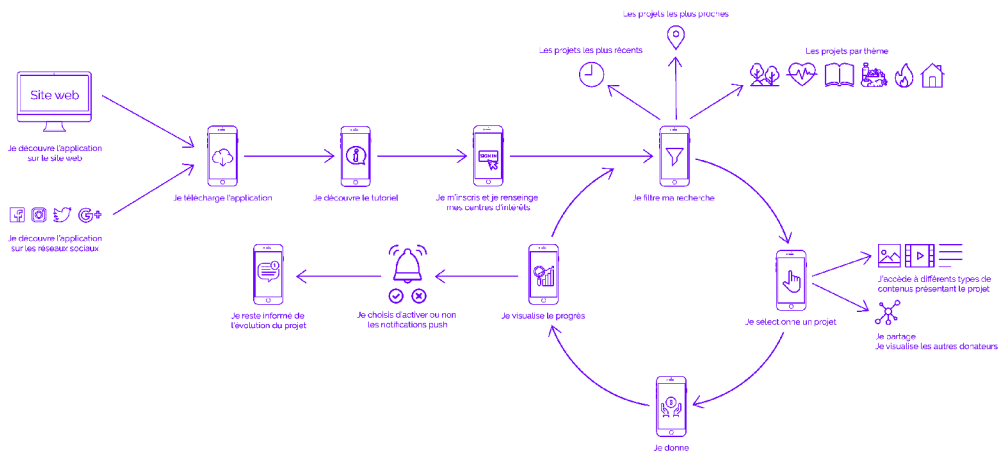 Les projets les plus proches
Les projets les plus récents
Les projets par thème
Site web
Je découvre l'application
sur le site web
SIGN IN
Je télécharge l'application
Je découvre le tutoriel
Je m'inscris et je renseinge
mes centres d'intérêts
Je filtre ma recherche
G+
Je découvre l'application
sur les réseaux sociaux
J'accède à différents types de
contenus présentant le projet
Je reste informé de
l'évolution du projet
Je choisis d'activer ou non
les notifications push
Je visualise le progrès
Je sélectionne un projet
Je partage
Je visualise les autres donateurs
Je donne